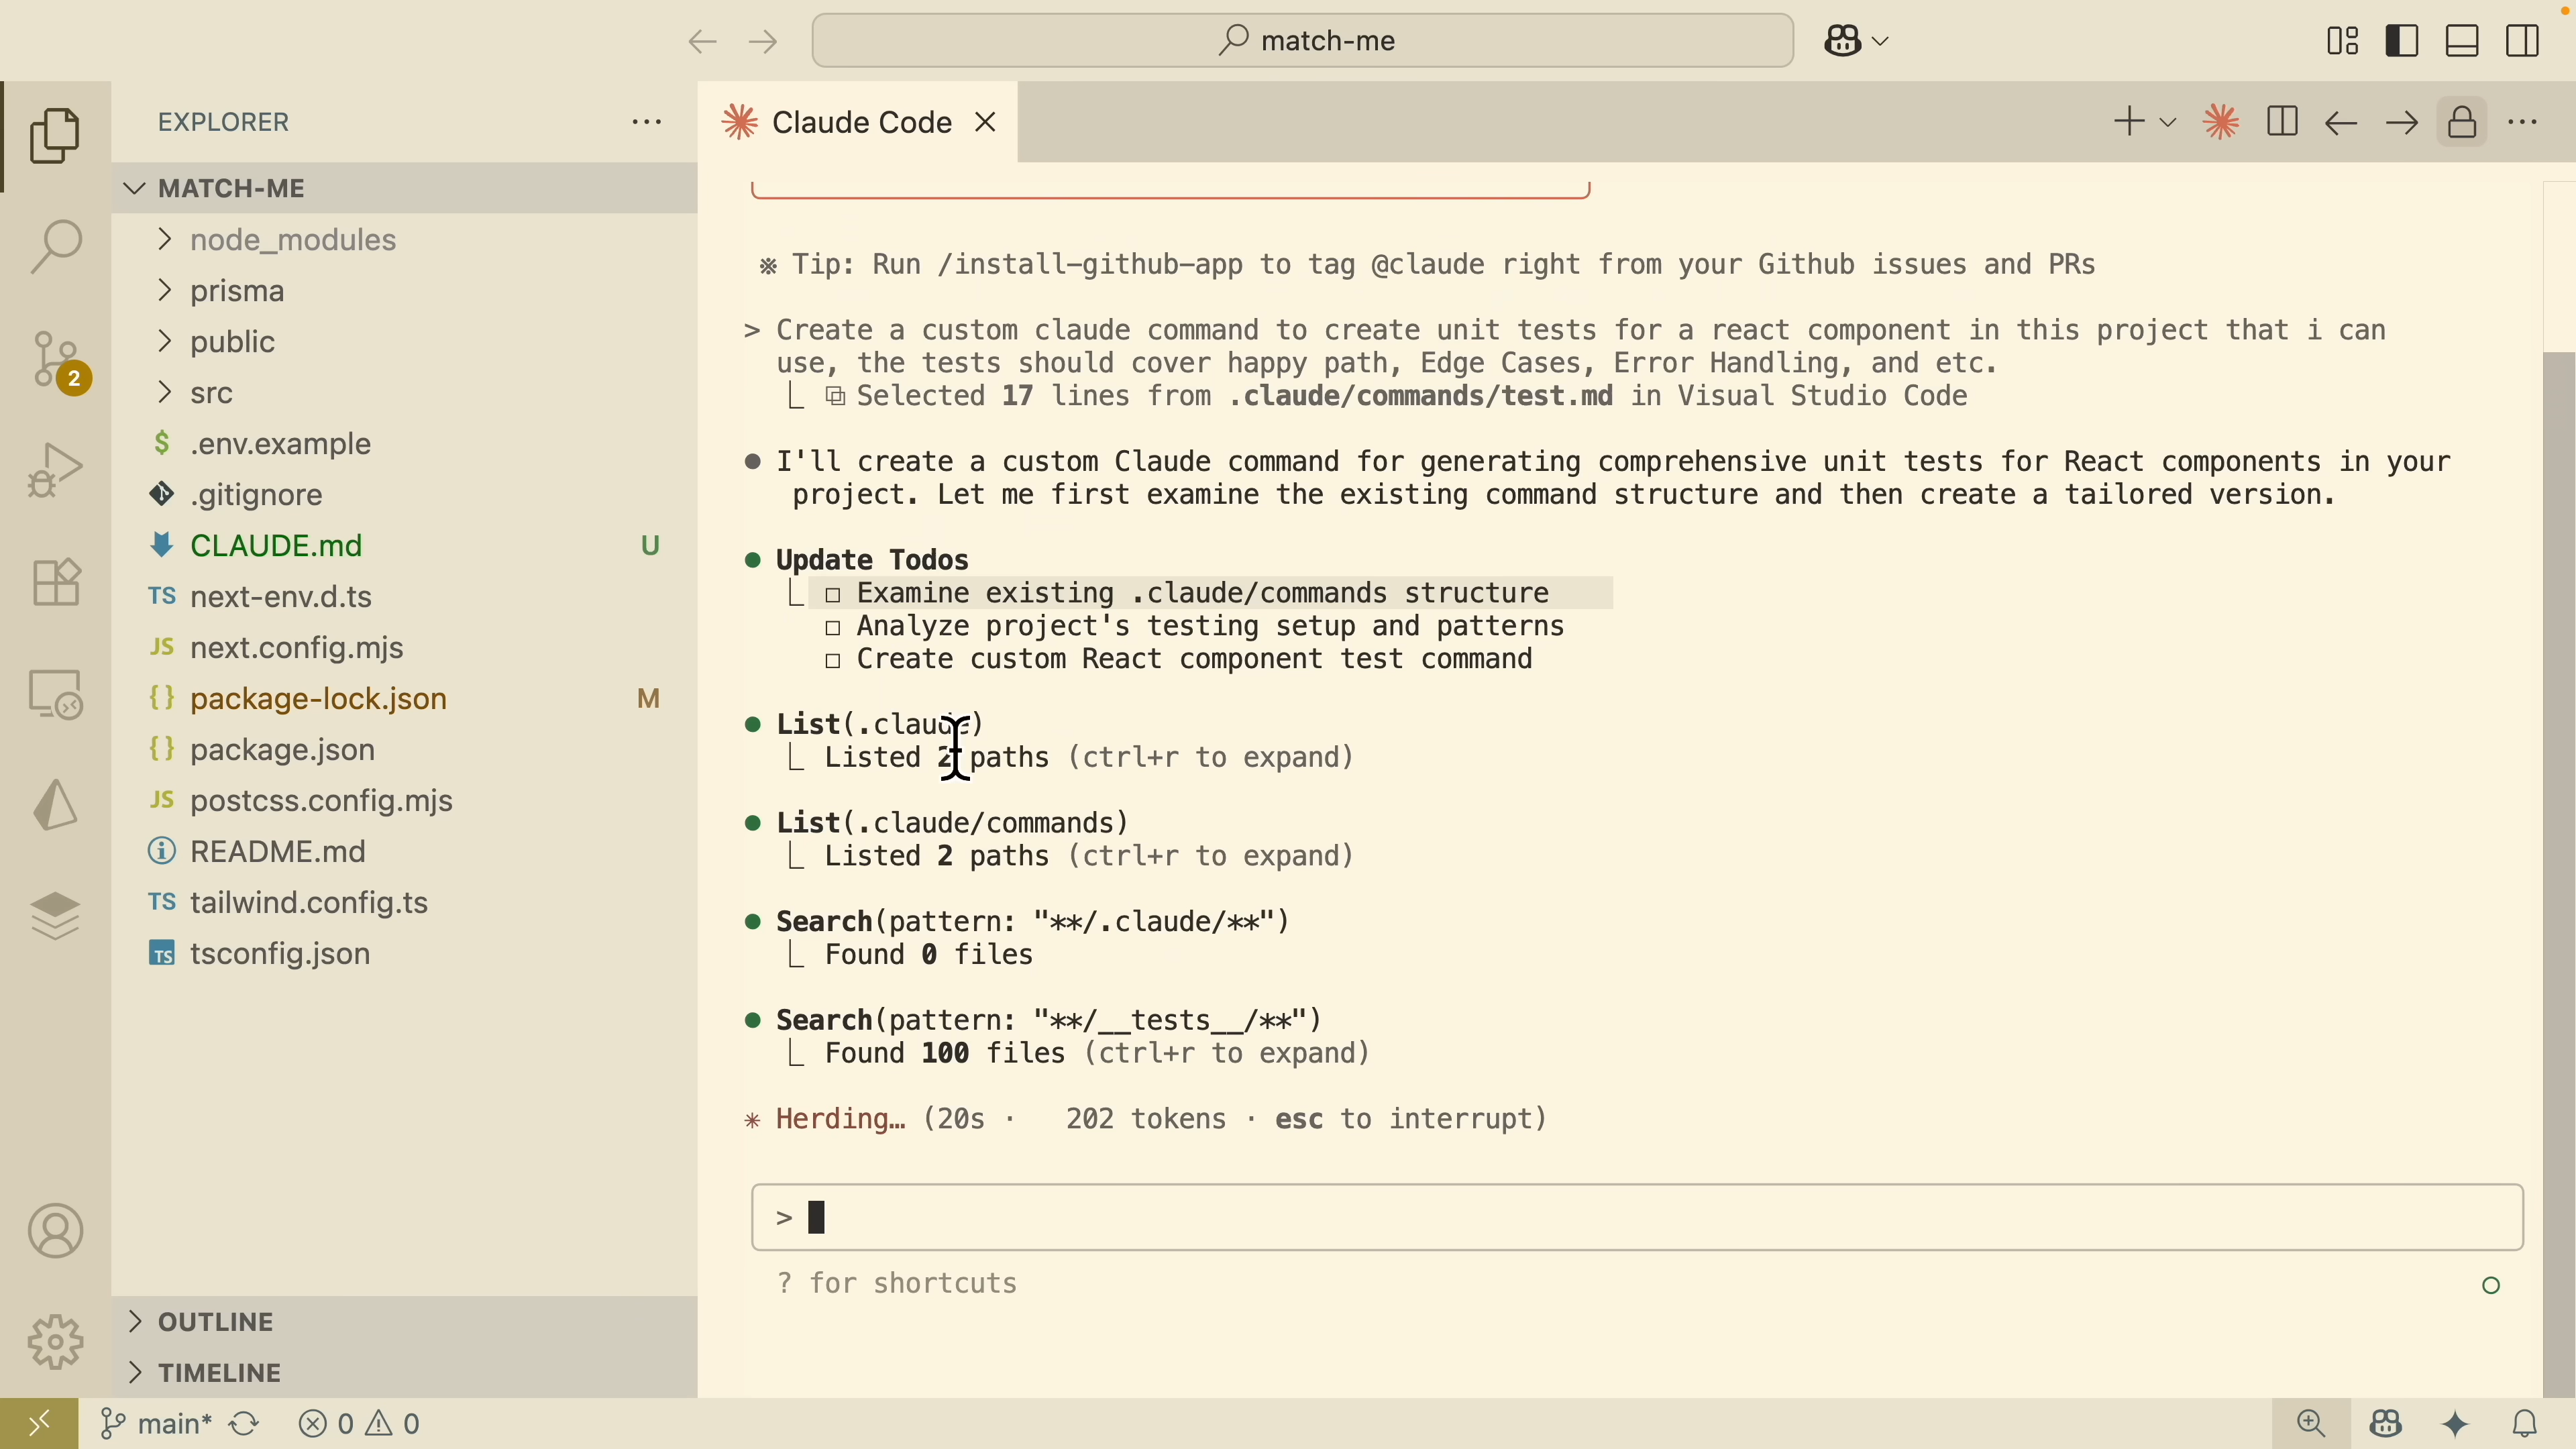 match-me
EXPLORER
Claude Code
MATCH-ME
node_modules
prisma
public
src
$ .env.example
.gitignore
CLAUDE.md U
TS next-env.d.ts
JS next.config.mjs
{} package-lock.json M
{} package.json
JS postcss.config.mjs
README.md
TS tailwind.config.ts
TS tsconfig.json
OUTLINE
TIMELINE
2
※ Tip: Run /install-github-app to tag @claude right from your Github issues and PRs
> Create a custom claude command to create unit tests for a react component in this project that i can
use, the tests should cover happy path, Edge Cases, Error Handling, and etc.
Selected 17 lines from .claude/commands/test.md in Visual Studio Code
I'll create a custom Claude command for generating comprehensive unit tests for React components in your
project. Let me first examine the existing command structure and then create a tailored version.
Update Todos
☐ Examine existing .claude/commands structure
☐ Analyze project's testing setup and patterns
☐ Create custom React component test command
List(.claude)
Listed 2 paths (ctrl+r to expand)
List(.claude/commands)
Listed 2 paths (ctrl+r to expand)
Search(pattern: "**/.claude/**")
Found 0 files
Search(pattern: "**/__tests__/**")
Found 100 files (ctrl+r to expand)
Herding… (20s · 202 tokens · esc to interrupt)
>
? for shortcuts
main* 0 0